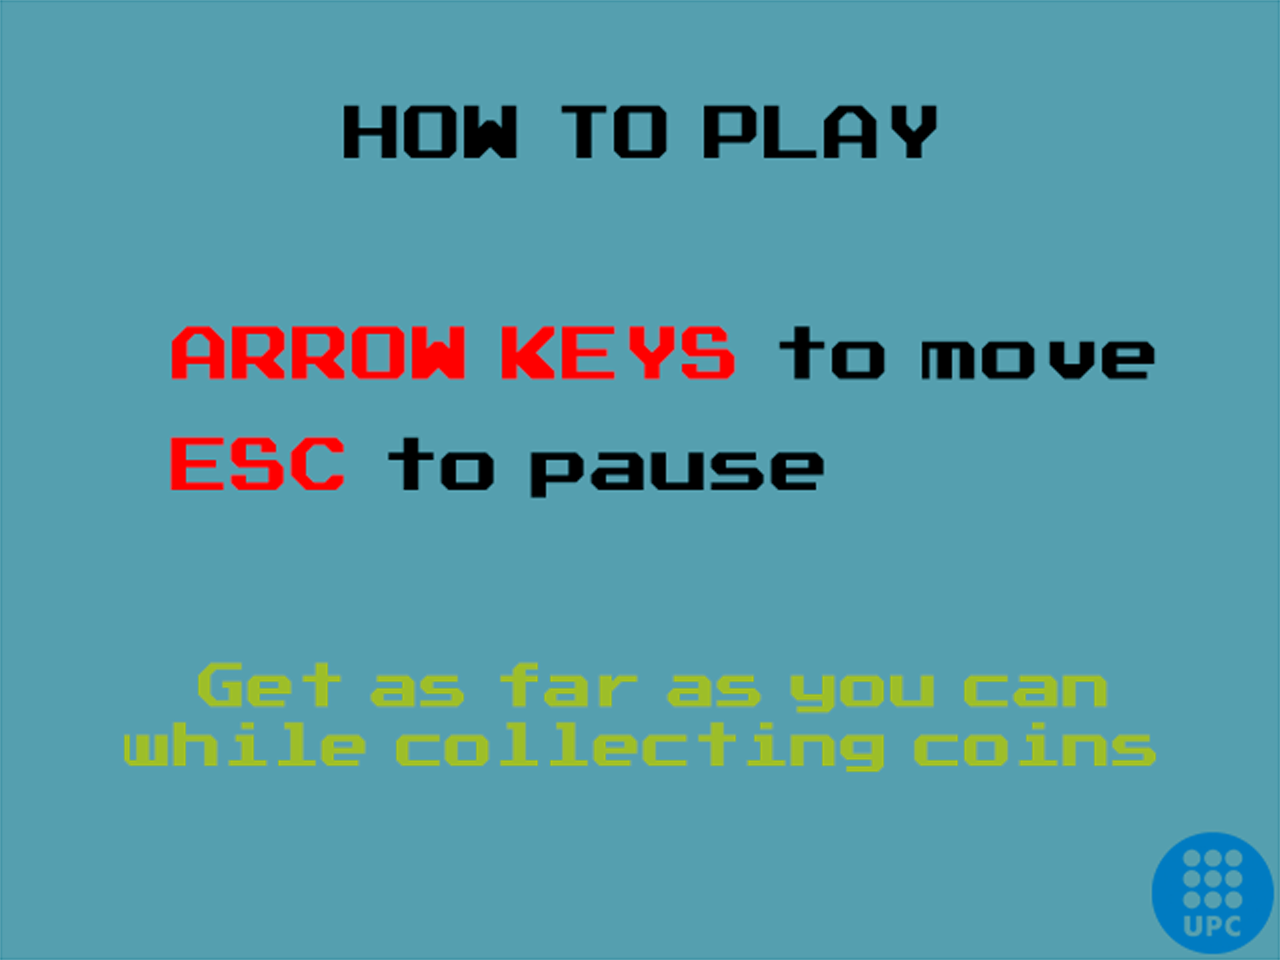 HOW TO PLAY
ARROW KEYS to move
ESC to pause
Get as far as you can
while collecting coins
UPC